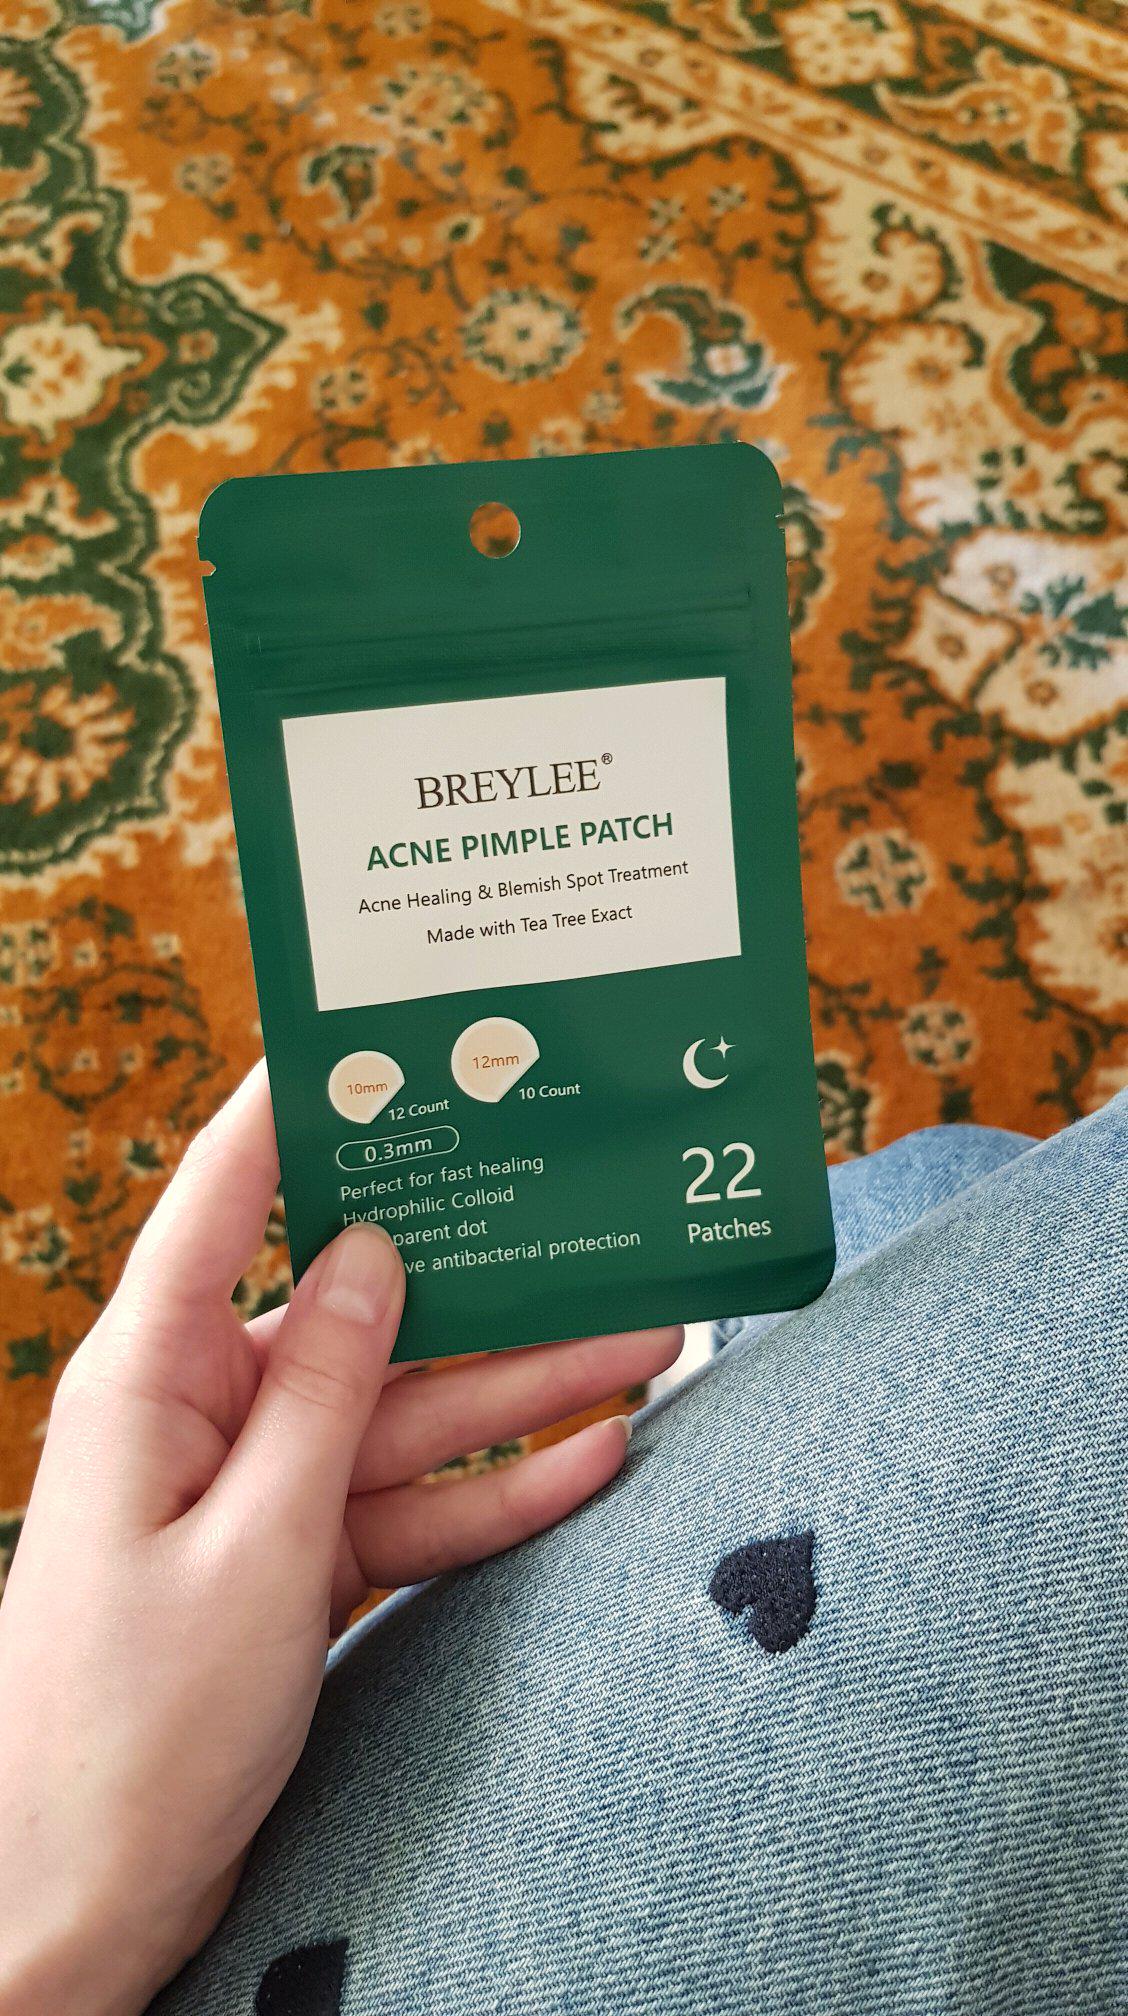 BREYLEE®
ACNE PIMPLE PATCH
Acne Healing & Blemish Spot Treatment
Made with Tea Tree Exact
10mm
12 Count
12mm
10 Count
0.3mm
Perfect for fast healing
Hydrophilic Colloid
parent dot
ve antibacterial protection
22
Patches